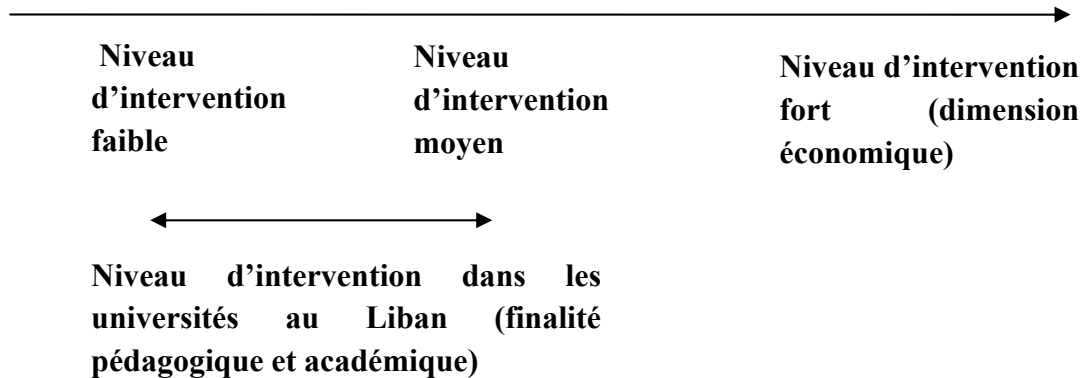 Niveau
d’intervention
faible
Niveau
d’intervention
moyen
Niveau d’intervention
fort (dimension
économique)
Niveau d’intervention dans les
universités au Liban (finalité
pédagogique et académique)